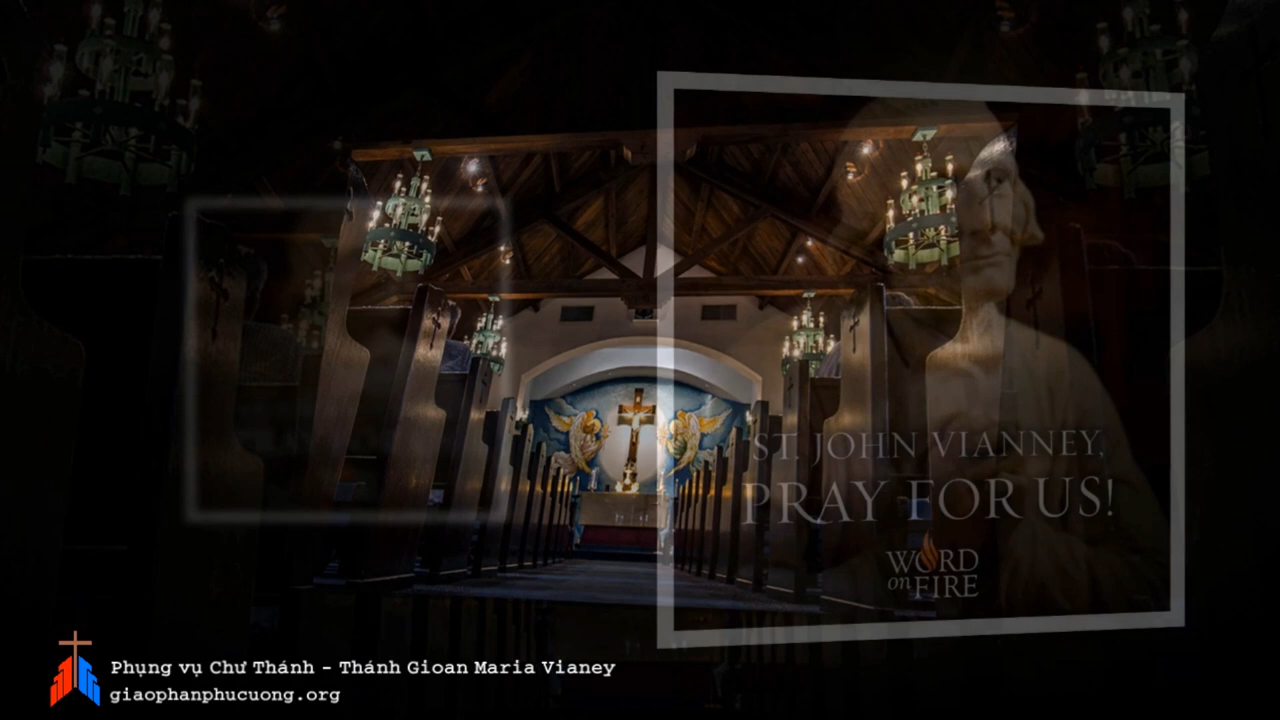 ST. JOHN VIANNEY,
PRAY FOR US!
WORD
on FIRE
Phụng vụ Chư Thánh - Thánh Gioan Maria Vianey
giaophanphucuong.org